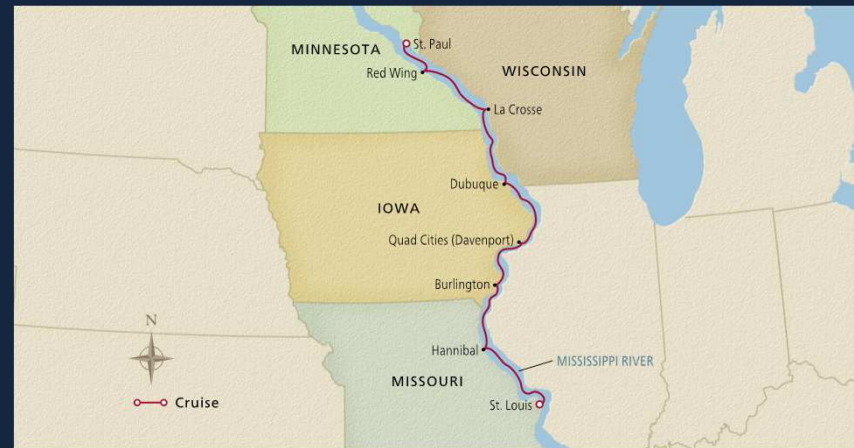 St. Paul
MINNESOTA
Red Wing
WISCONSIN
La Crosse
Dubuque
IOWA
Quad Cities (Davenport)
Burlington
N
Hannibal
MISSISSIPPI RIVER
MISSOURI
Cruise
St. Louis